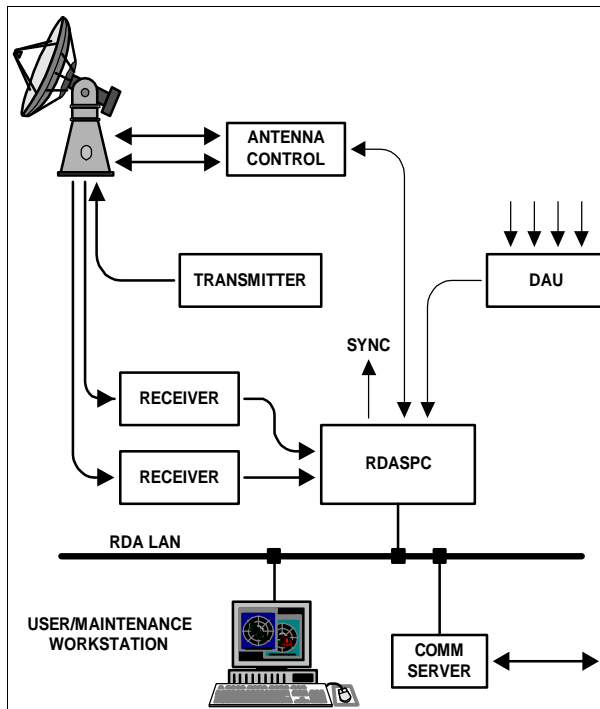 ANTENNA
CONTROL
TRANSMITTER
DAU
SYNC
RECEIVER
RDASPC
RECEIVER
RDA LAN
USER/MAINTENANCE
WORKSTATION
COMM
SERVER